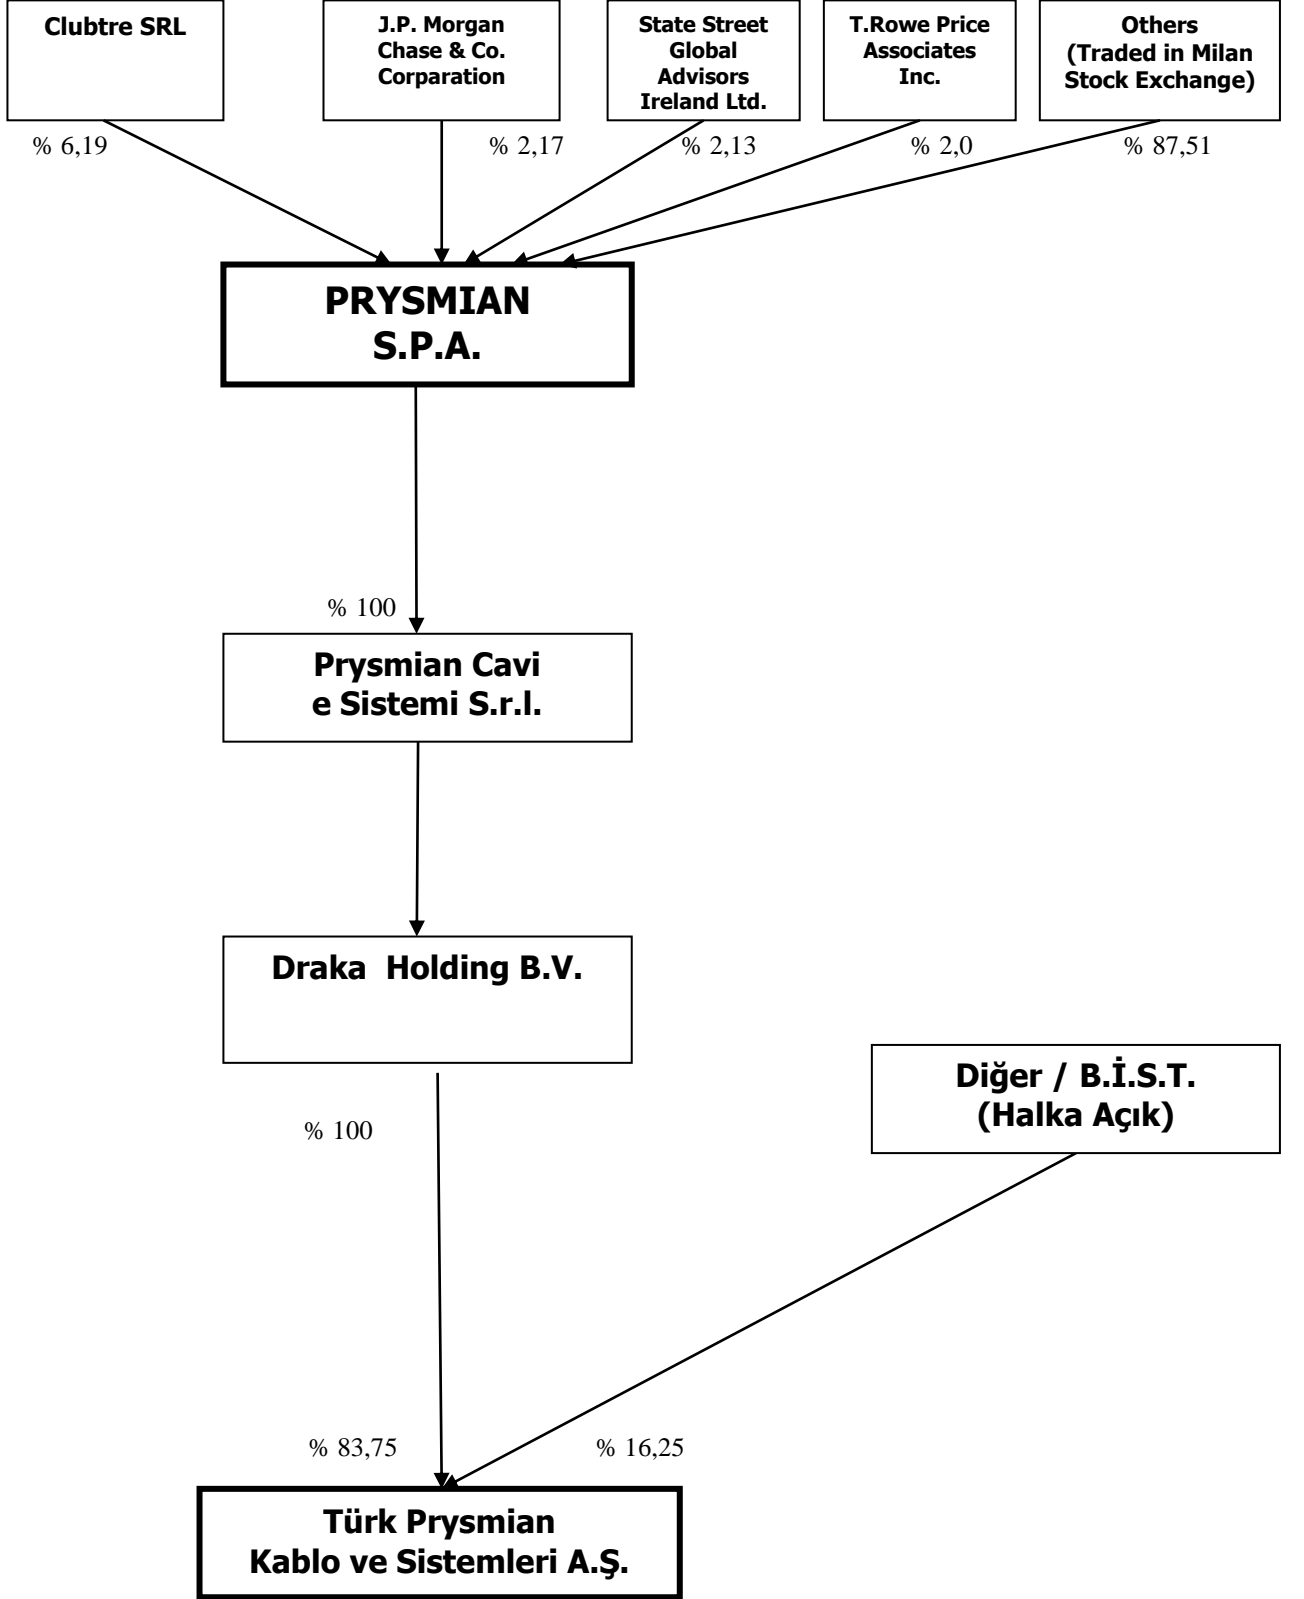 Clubtre SRL
J.P. Morgan
Chase & Co.
Corparation
State Street
Global
Advisors
Ireland Ltd.
T.Rowe Price
Associates
Inc.
Others
(Traded in Milan
Stock Exchange)
% 6,19
% 2,17
% 2,13
% 2,0
% 87,51
PRYSMIAN
S.P.A.
% 100
Prysmian Cavi
e Sistemi S.r.l.
Draka Holding B.V.
Diğer / B.İ.S.T.
(Halka Açık)
% 100
% 83,75
% 16,25
Türk Prysmian
Kablo ve Sistemleri A.Ş.